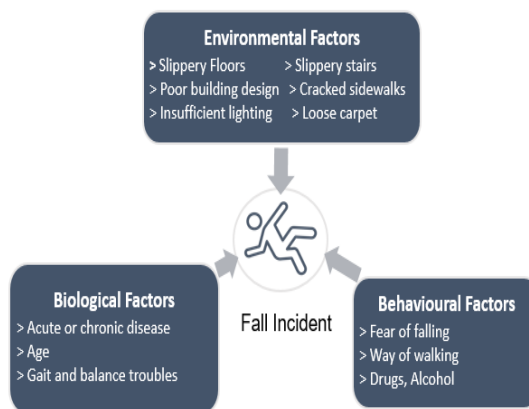 Environmental Factors
> Slippery Floors > Slippery stairs
> Poor building design > Cracked sidewalks
> Insufficient lighting > Loose carpet
Fall Incident
Biological Factors
> Acute or chronic disease
> Age
> Gait and balance troubles
Behavioural Factors
> Fear of falling
> Way of walking
> Drugs, Alcohol